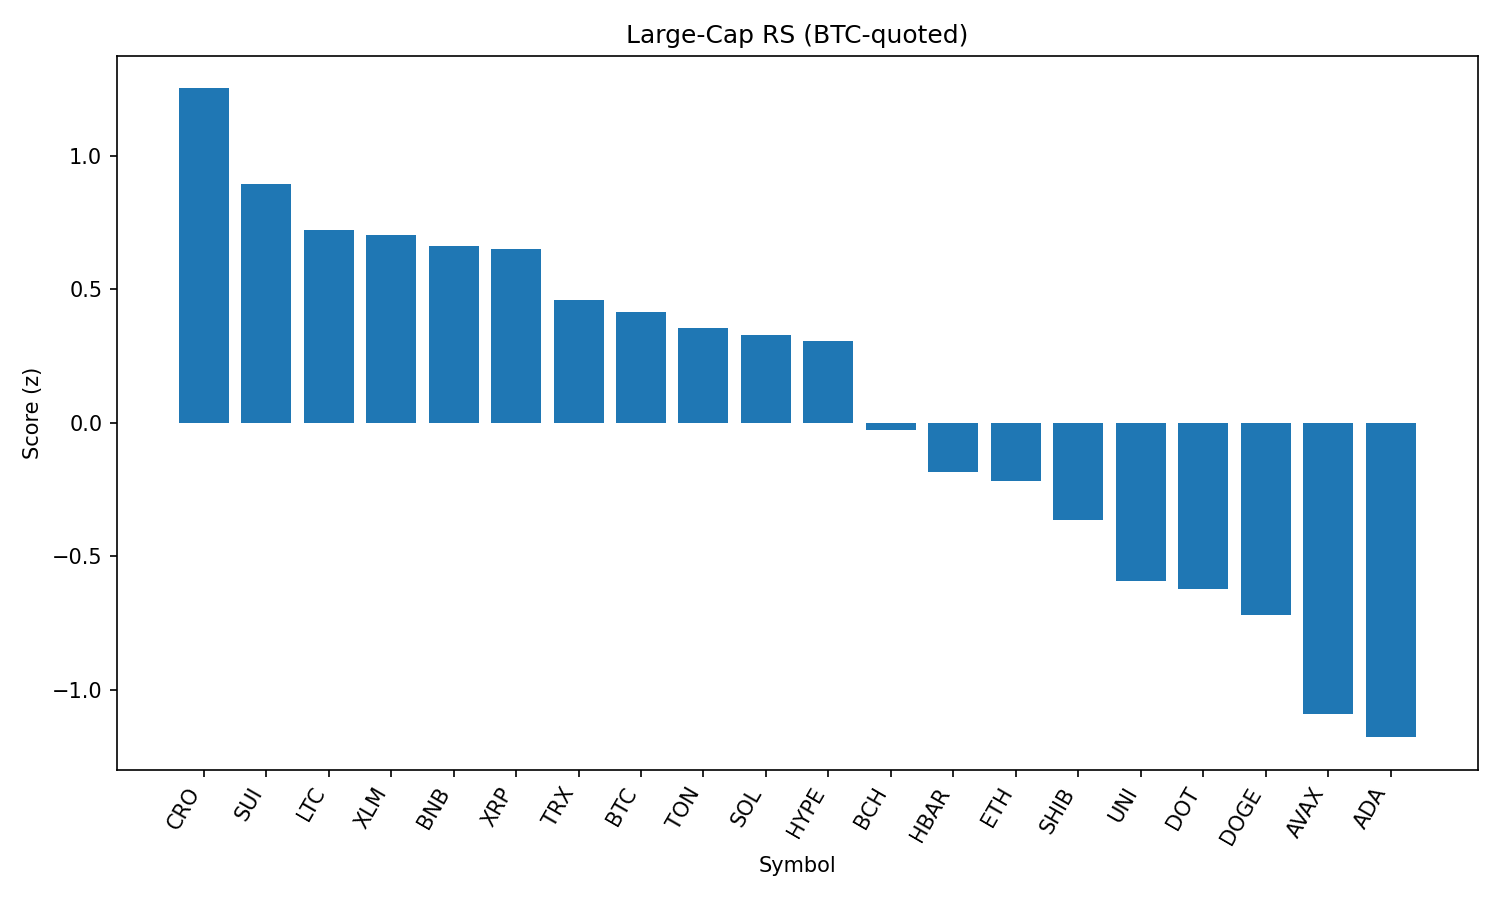 Large-Cap RS (BTC-quoted)
Score (z)
1.0
0.5
0.0
−0.5
−1.0
CRO
SUI
LTC
XLM
BNB
XRP
TRX
BTC
TON
SOL
HYPE
BCH
HBAR
ETH
SHIB
UNI
DOT
DOGE
AVAX
ADA
Symbol